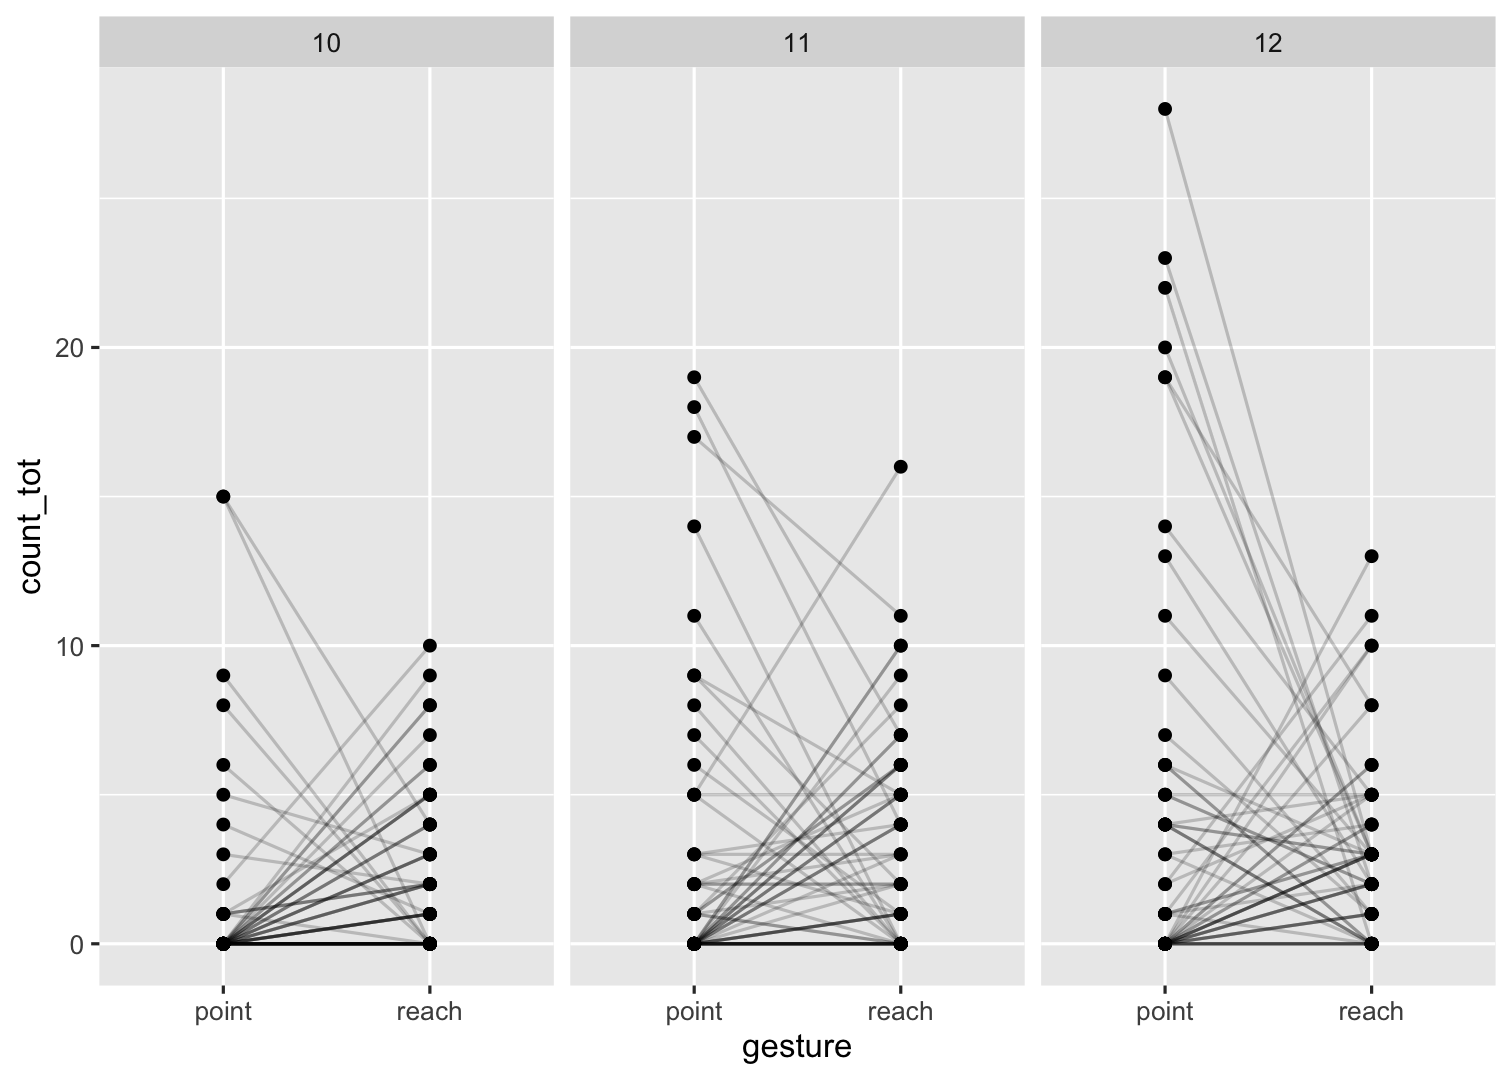 10 11 12
count_tot
20
10
0
point reach point reach point reach
gesture